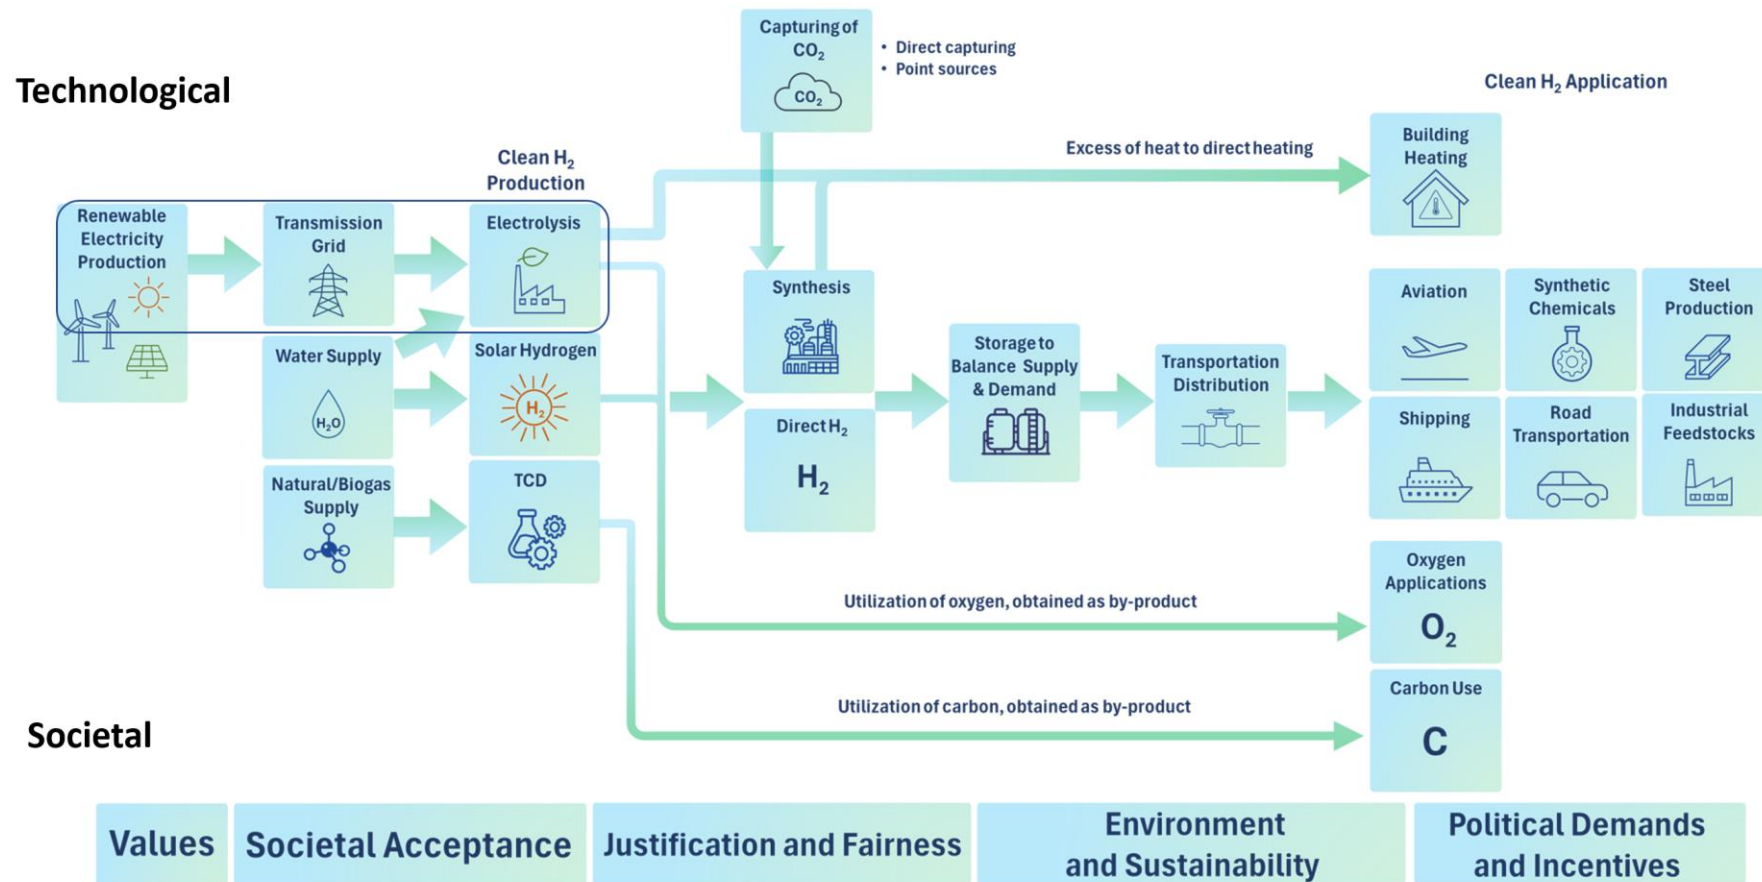 Technological
Capturing of
CO₂
CO₂
• Direct capturing
• Point sources
Clean H₂ Application
Clean H₂
Production
Excess of heat to direct heating
Building
Heating
Renewable
Electricity
Production
Transmission
Grid
Electrolysis
Water Supply
H₂O
Solar Hydrogen
H₂
Natural/Biogas
Supply
TCD
Synthesis
Direct H₂
H₂
Storage to
Balance Supply
& Demand
Transportation
Distribution
Aviation
Synthetic
Chemicals
Steel
Production
Shipping
Road
Transportation
Industrial
Feedstocks
Utilization of oxygen, obtained as by-product
Oxygen
Applications
O₂
Utilization of carbon, obtained as by-product
Carbon Use
C
Societal
Values
Societal Acceptance
Justification and Fairness
Environment
and Sustainability
Political Demands
and Incentives